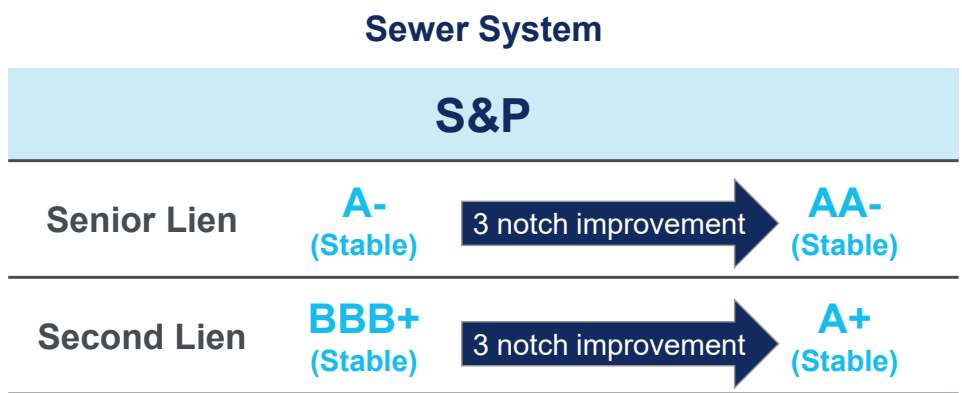 Sewer System
S&P
Senior Lien
A-
(Stable)
3 notch improvement
AA-
(Stable)
Second Lien
BBB+
(Stable)
3 notch improvement
A+
(Stable)